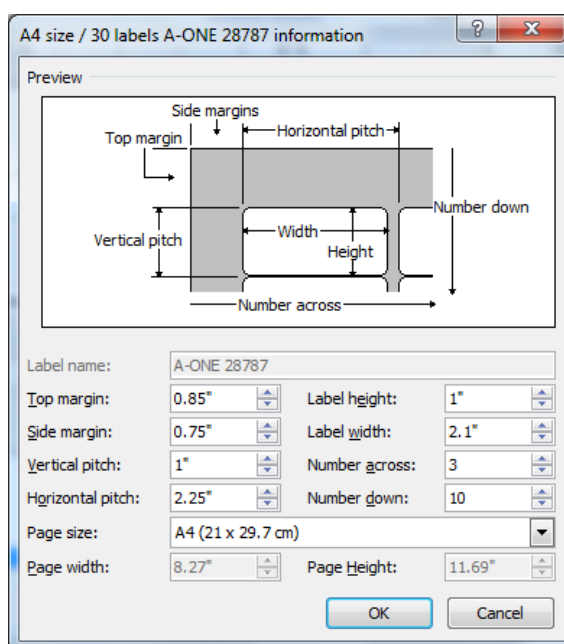 A4 size / 30 labels A-ONE 28787 information
?
X
Preview
Side margins
Top margin
Horizontal pitch
Number down
Vertical pitch
Width
Height
Number across
Label name: A-ONE 28787
Top margin: 0.85" Label height: 1"
Side margin: 0.75" Label width: 2.1"
Vertical pitch: 1" Number across: 3
Horizontal pitch: 2.25" Number down: 10
Page size: A4 (21 x 29.7 cm)
Page width: 8.27" Page Height: 11.69"
OK Cancel